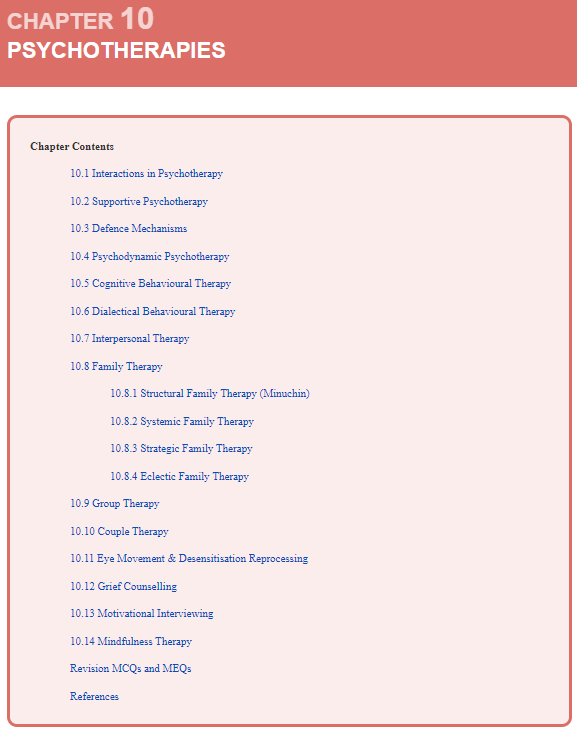 CHAPTER 10
PSYCHOTHERAPIES
Chapter Contents
10.1 Interactions in Psychotherapy
10.2 Supportive Psychotherapy
10.3 Defence Mechanisms
10.4 Psychodynamic Psychotherapy
10.5 Cognitive Behavioural Therapy
10.6 Dialectical Behavioural Therapy
10.7 Interpersonal Therapy
10.8 Family Therapy
10.8.1 Structural Family Therapy (Minuchin)
10.8.2 Systemic Family Therapy
10.8.3 Strategic Family Therapy
10.8.4 Eclectic Family Therapy
10.9 Group Therapy
10.10 Couple Therapy
10.11 Eye Movement & Desensitisation Reprocessing
10.12 Grief Counselling
10.13 Motivational Interviewing
10.14 Mindfulness Therapy
Revision MCQs and MEQs
References